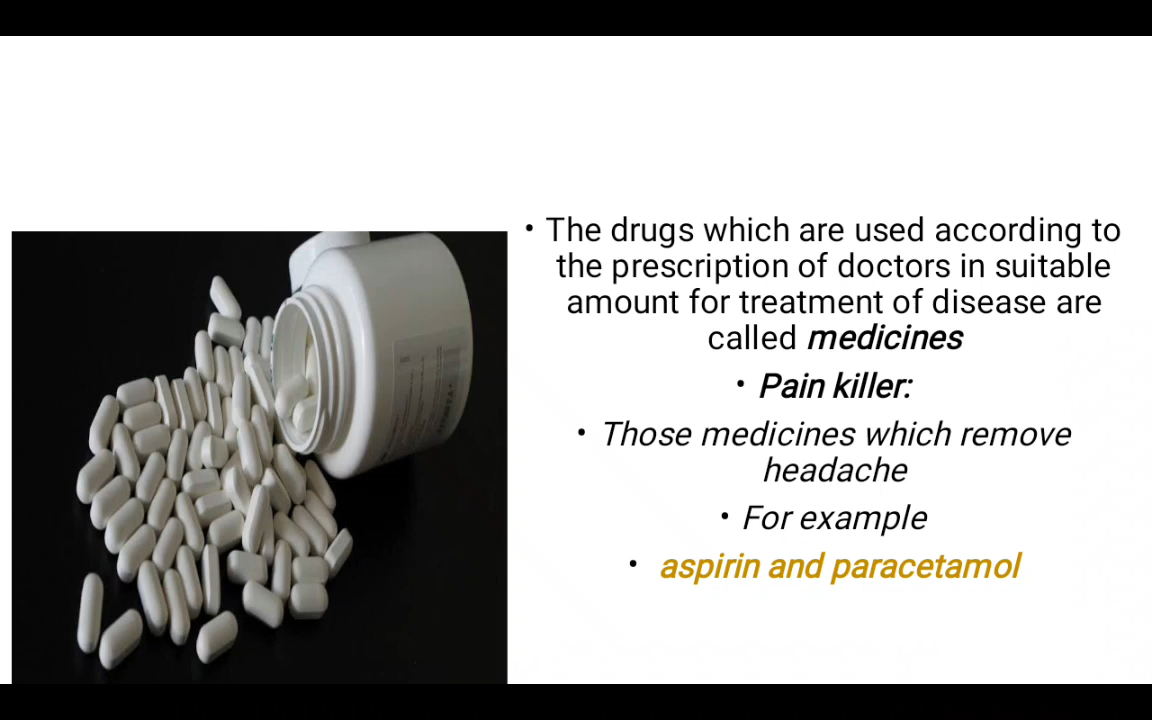 • The drugs which are used according to
the prescription of doctors in suitable
amount for treatment of disease are
called medicines
• Pain killer:
• Those medicines which remove
headache
• For example
• aspirin and paracetamol